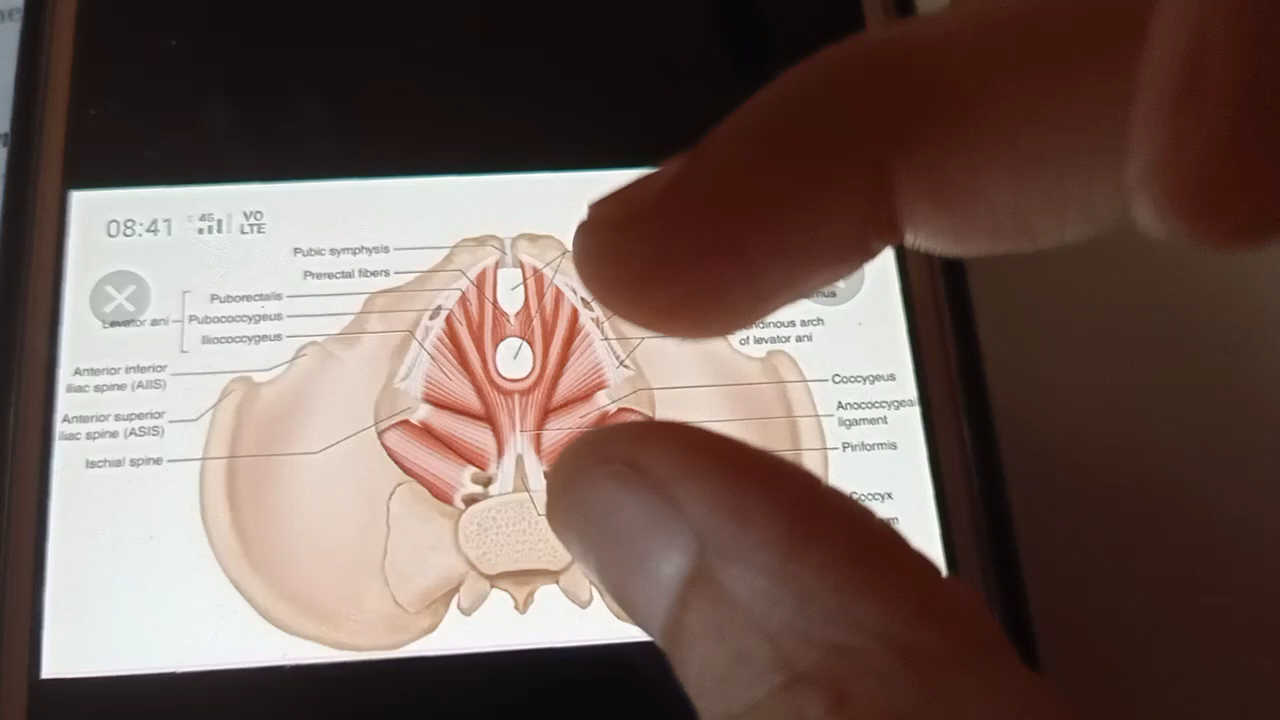 08:41 4G VO
LTE
Pubic symphysis
Prerectal fibers
Puborectalis
Levator ani
Pubococcygeus
Iliococcygeus
Anterior inferior
iliac spine (AIIS)
Anterior superior
iliac spine (ASIS)
Ischial spine
of levator ani
arch
Coccygeus
Anococcygeal
ligament
Piriformis
Coccyx